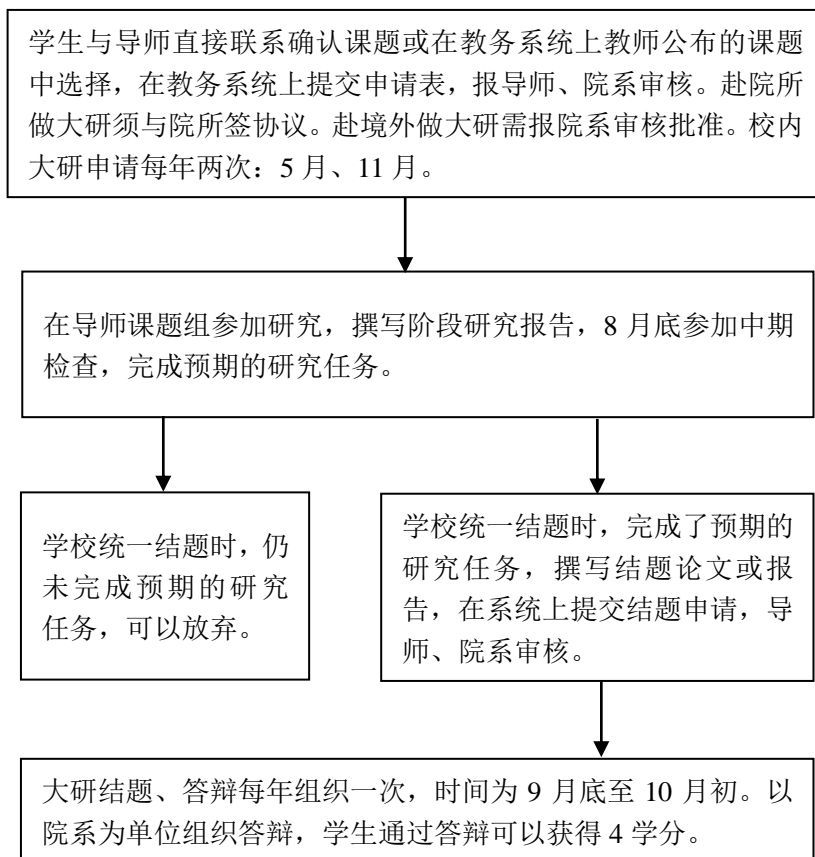 学生与导师直接联系确认课题或在教务系统上教师公布的课题
中选择，在教务系统上提交申请表，报导师、院系审核。赴院所
做大研须与院所签协议。赴境外做大研需报院系审核批准。校内
大研申请每年两次：5 月、11 月。
在导师课题组参加研究，撰写阶段研究报告，8 月底参加中期
检查，完成预期的研究任务。
学校统一结题时，仍
未完成预期的研究
任务，可以放弃。
学校统一结题时，完成了预期的
研究任务，撰写结题论文或报
告，在系统上提交结题申请，导
师、院系审核。
大研结题、答辩每年组织一次，时间为 9 月底至 10 月初。以
院系为单位组织答辩，学生通过答辩可以获得 4 学分。